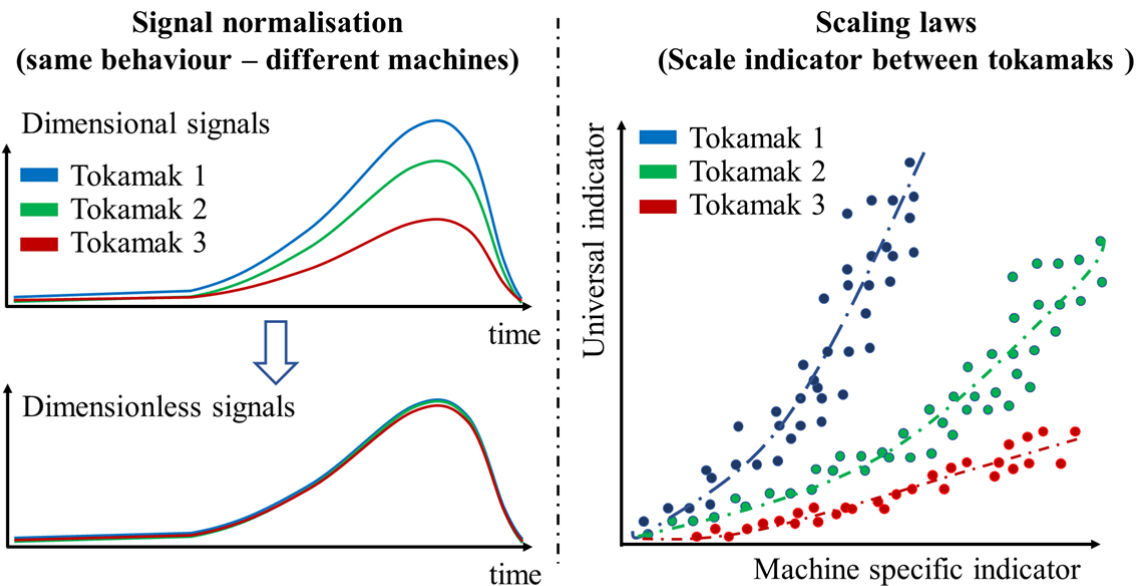 Signal normalisation
(same behaviour – different machines)
Dimensional signals
Tokamak 1
Tokamak 2
Tokamak 3
time
Dimensionless signals
time
Scaling laws
(Scale indicator between tokamaks )
Universal indicator
Tokamak 1
Tokamak 2
Tokamak 3
Machine specific indicator